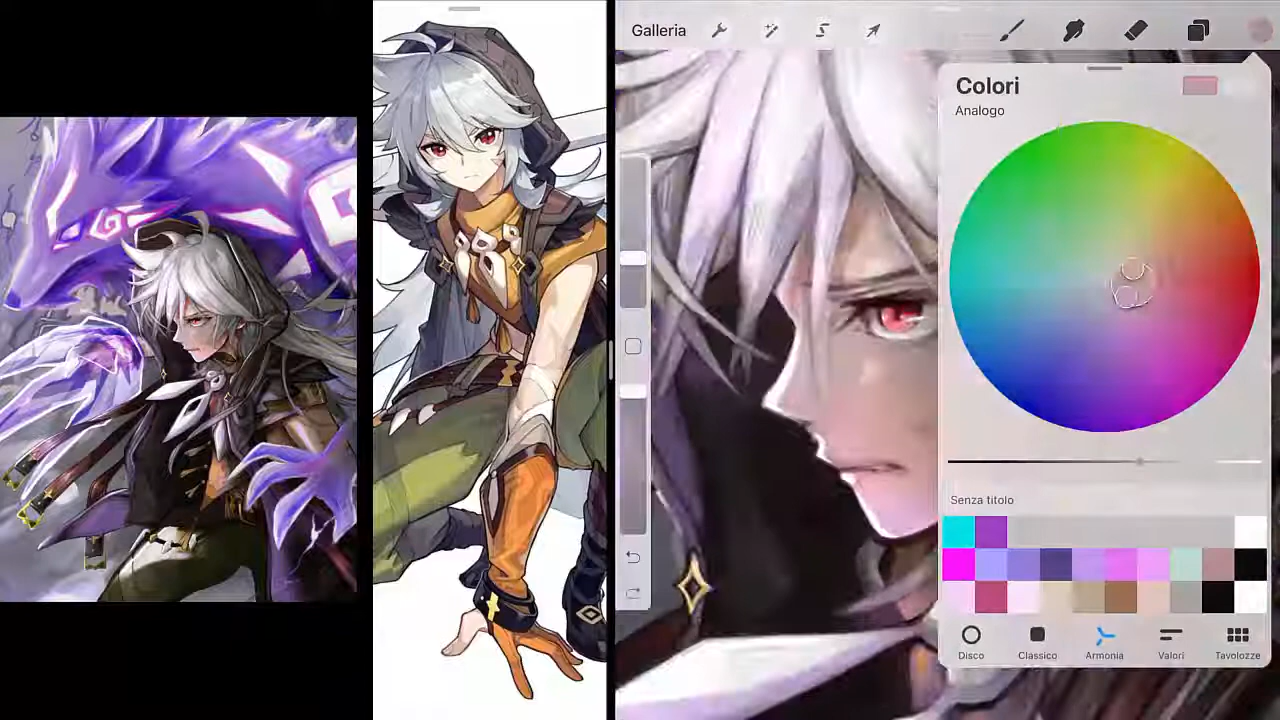 Galleria
Colori
Analogo
Senza titolo
Disco
Classico
Armonia
Valori
Tavolozze